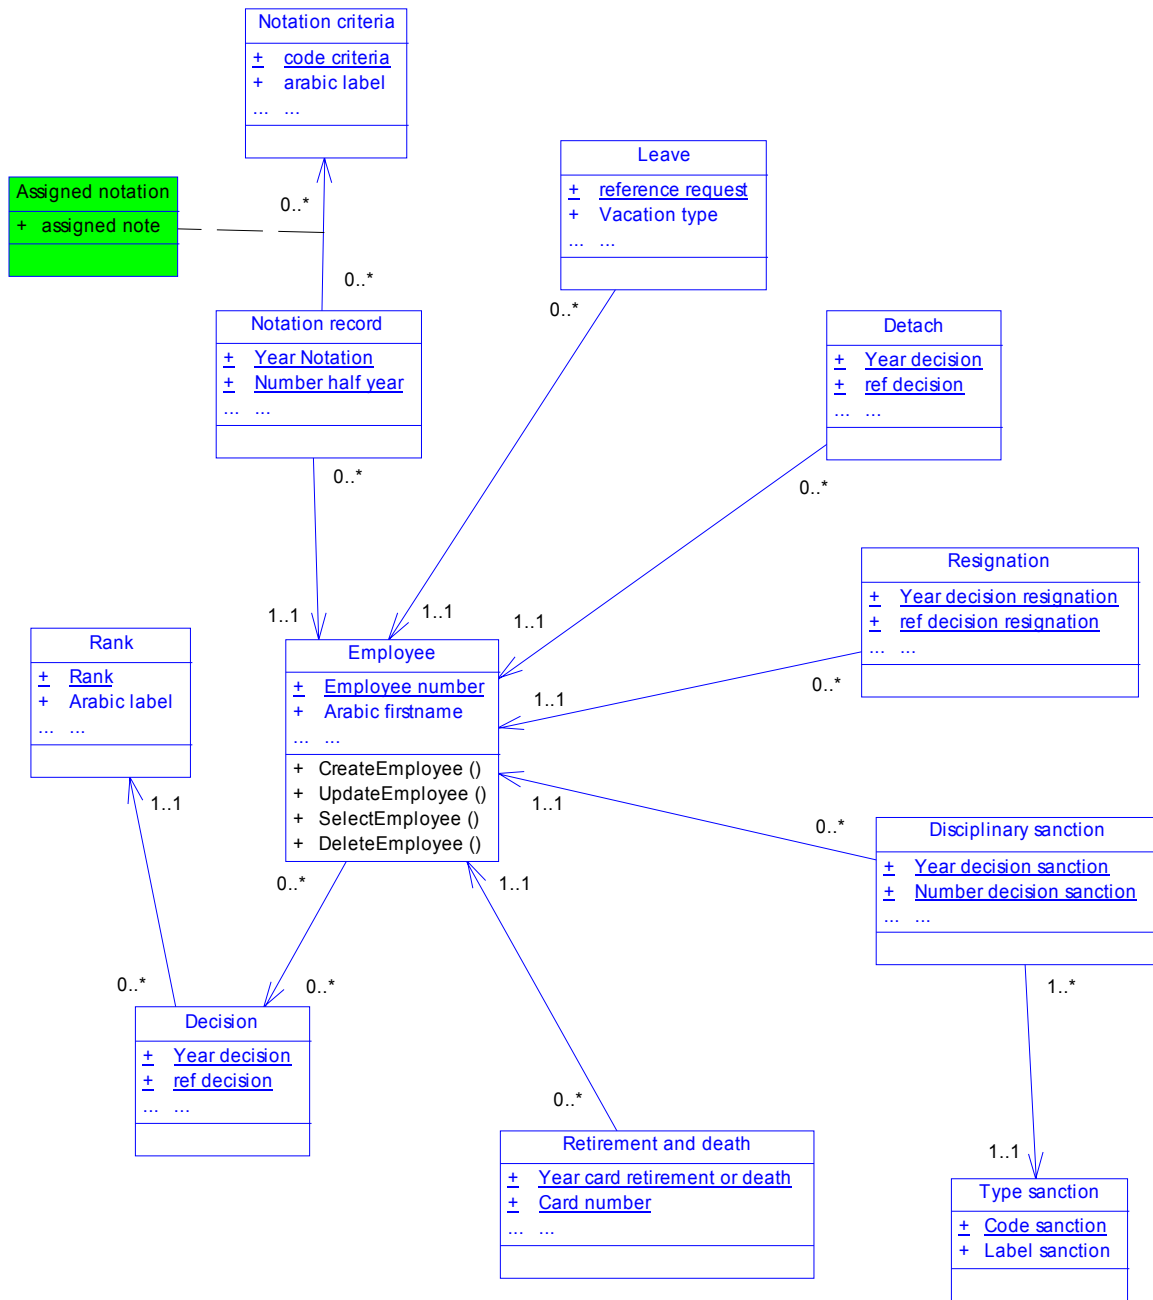 Notation criteria
+ code criteria
+ arabic label
... ...
Assigned notation
+ assigned note
0..*
0..*
Leave
+ reference request
+ Vacation type
... ...
0..*
Notation record
+ Year Notation
+ Number half year
... ...
0..*
Detach
+ Year decision
+ ref decision
... ...
0..*
Resignation
+ Year decision resignation
+ ref decision resignation
... ...
0..*
1..1
1..1
1..1
1..1
Rank
+ Rank
+ Arabic label
... ...
1..1
Employee
+ Employee number
+ Arabic firstname
... ...
+ CreateEmployee ()
+ UpdateEmployee ()
+ SelectEmployee ()
+ DeleteEmployee ()
1..1
0..*
Disciplinary sanction
+ Year decision sanction
+ Number decision sanction
... ...
1..*
0..*
1..1
0..*
0..*
Decision
+ Year decision
+ ref decision
... ...
0..*
Retirement and death
+ Year card retirement or death
+ Card number
... ...
1..1
Type sanction
+ Code sanction
+ Label sanction